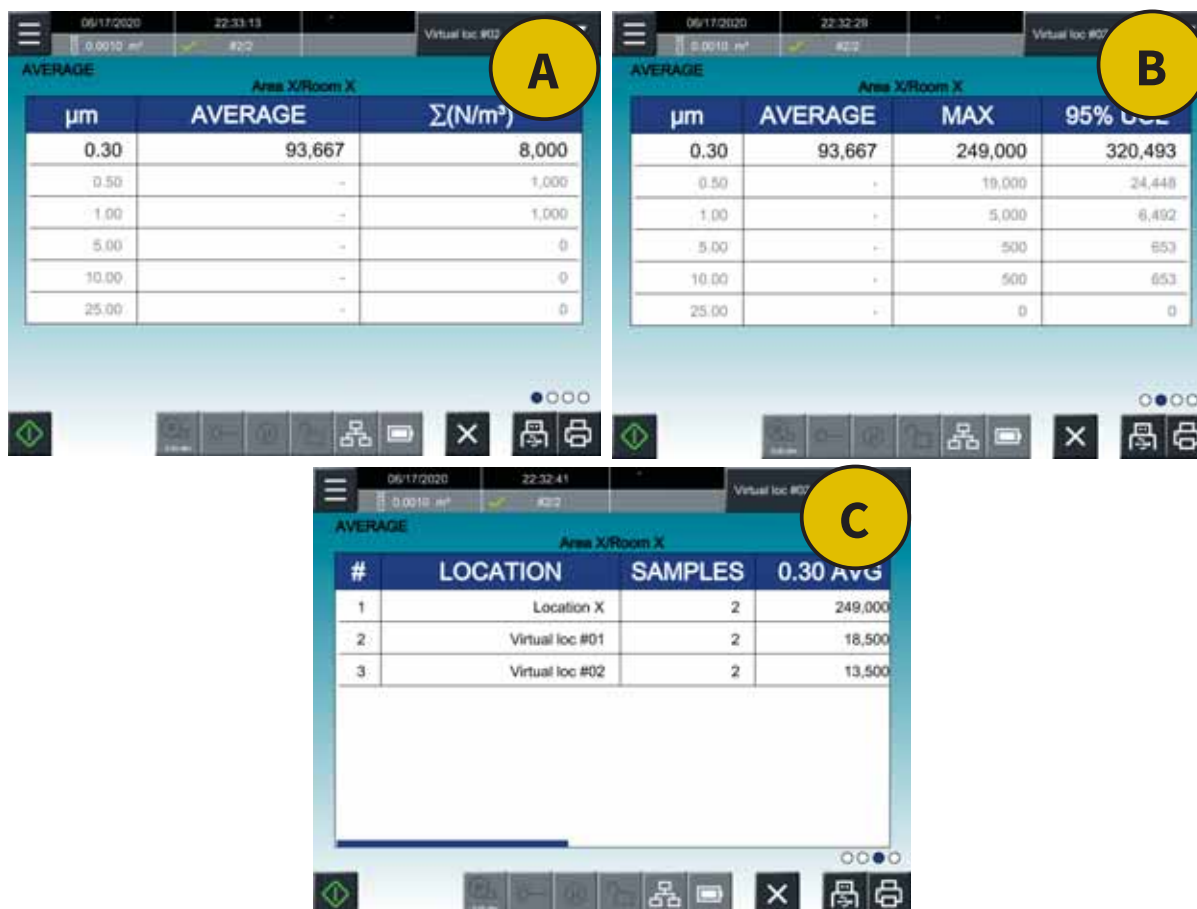 06/17/2020 22:33:13
0.0010 m³ #2/2 Virtual loc #02
A
AVERAGE
Area X/Room X
µm AVERAGE Σ(N/m³)
0.30 93,667 8,000
0.50 - 1,000
1.00 - 1,000
5.00 - 0
10.00 - 0
25.00 - 0
06/17/2020 22:32:29
0.0010 m³ #2/2 Virtual loc
B
AVERAGE
Area X/Room X
µm AVERAGE MAX 95% UCL
0.30 93,667 249,000 320,493
0.50 - 19,000 24,448
1.00 - 5,000 6,492
5.00 - 500 653
10.00 - 500 653
25.00 - 0 0
06/17/2020 22:32:41
0.0010 m³ #2/2 Virtual loc
C
AVERAGE
Area X/Room X
# LOCATION SAMPLES 0.30 AVG
1 Location X 2 249,000
2 Virtual loc #01 2 18,500
3 Virtual loc #02 2 13,500